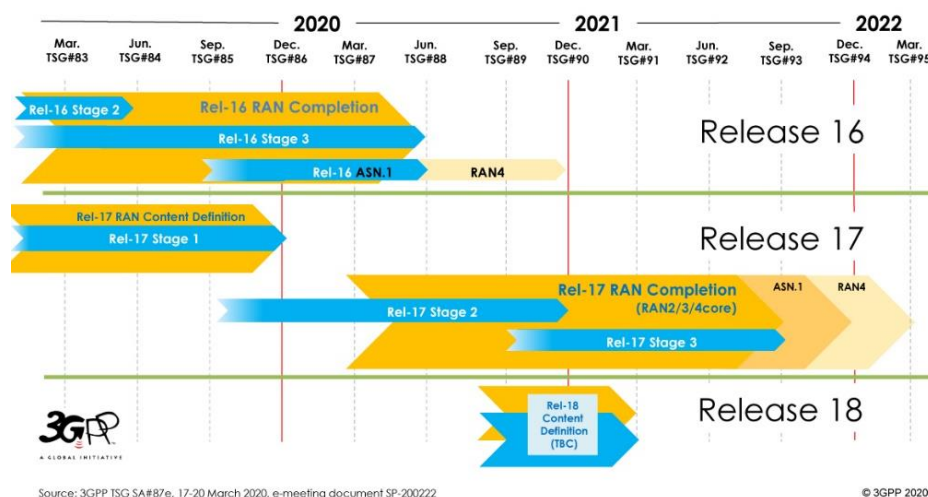 2020 2021 2022
Mar. Jun. Sep. Dec. Mar. Jun. Sep. Dec. Mar. Jun. Sep. Dec. Mar.
TSG#83 TSG#84 TSG#85 TSG#86 TSG#87 TSG#88 TSG#89 TSG#90 TSG#91 TSG#92 TSG#93 TSG#94 TSG#95
Rel-16 Stage 2
Rel-16 RAN Completion
Rel-16 Stage 3
Rel-16 ASN.1
RAN4
Release 16
Rel-17 RAN Content Definition
Rel-17 Stage 1
Release 17
Rel-17 RAN Completion
(RAN2/3/4core)
ASN.1
RAN4
Rel-17 Stage 2
Rel-17 Stage 3
Rel-18
Content
Definition
(TBC)
Release 18
3GPP
A GLOBAL INITIATIVE
Source: 3GPP TSG SA#87e, 17-20 March 2020, e-meeting document SP-200222
© 3GPP 2020